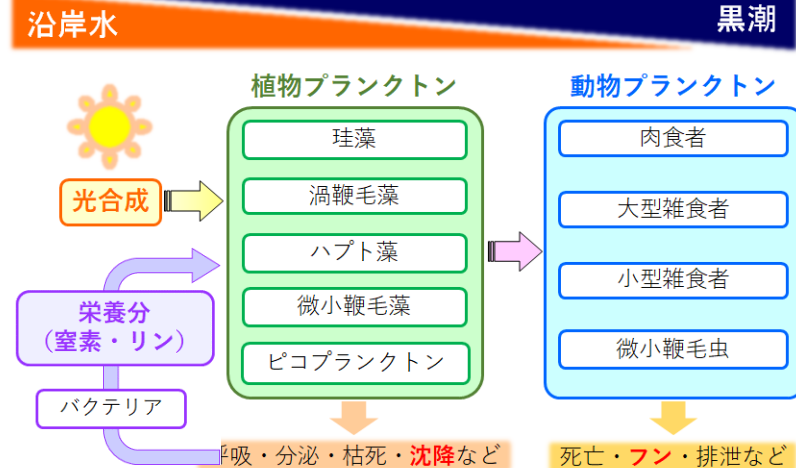 沿岸水
黒潮
植物プランクトン
動物プランクトン
珪藻
渦鞭毛藻
ハプト藻
微小鞭毛藻
ピコプランクトン
肉食者
大型雑食者
小型雑食者
微小鞭毛虫
光合成
栄養分
(窒素・リン)
バクテリア
呼吸・分泌・枯死・沈降など
死亡・フン・排泄など